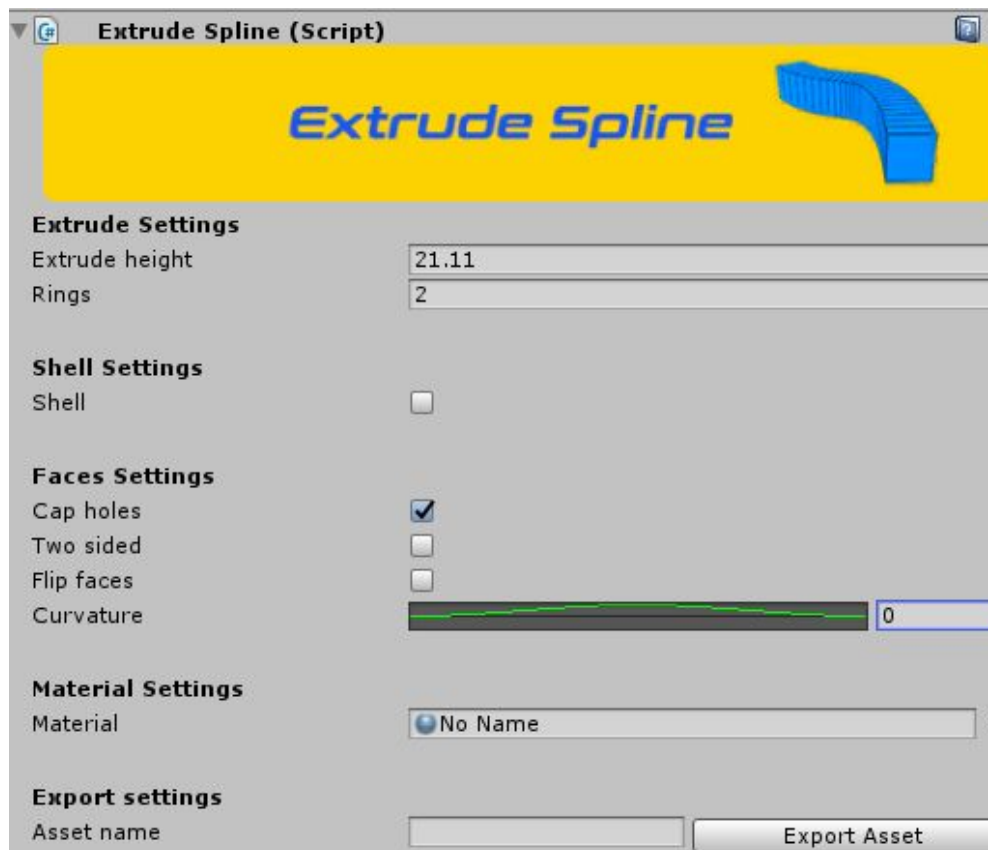 Extrude Spline (Script)
Extrude Spline
Extrude Settings
Extrude height 21.11
Rings 2
Shell Settings
Shell
Faces Settings
Cap holes
Two sided
Flip faces
Curvature 0
Material Settings
Material No Name
Export settings
Asset name Export Asset